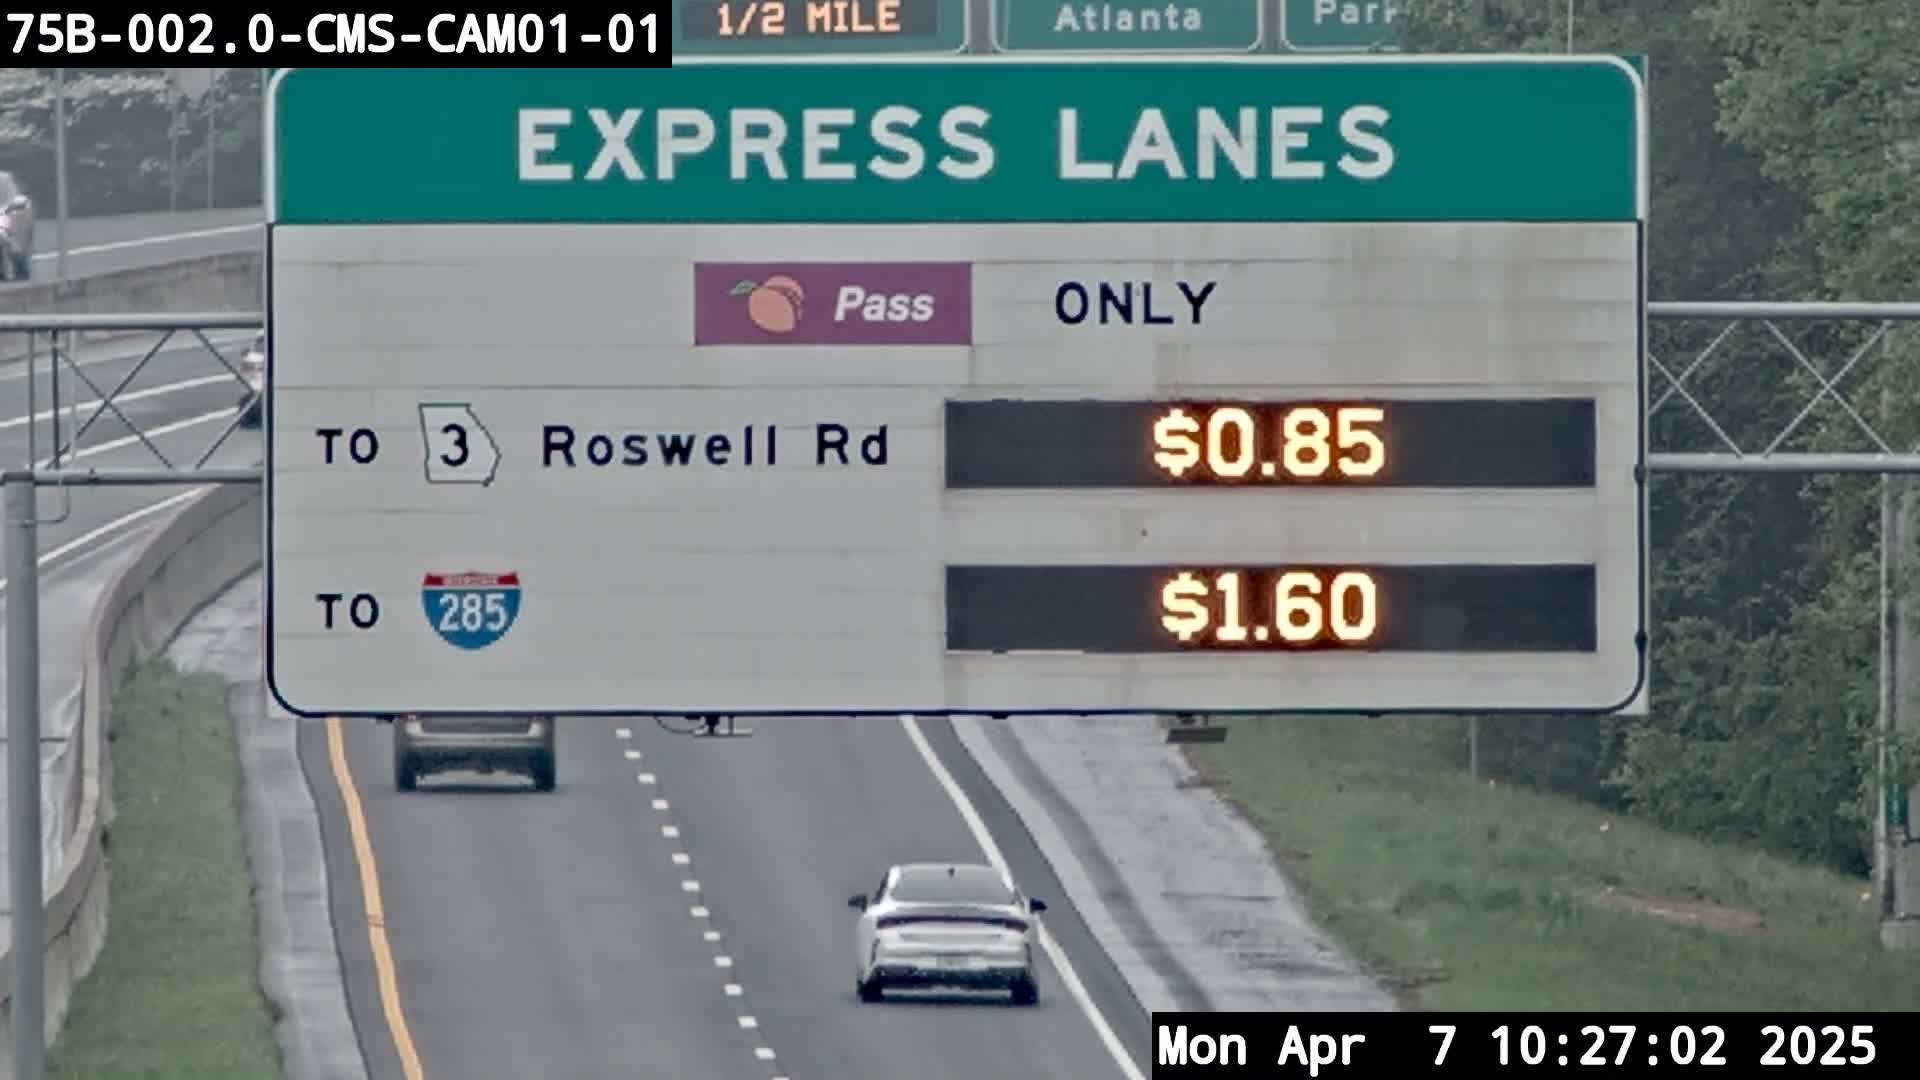 75B-002.0-CMS-CAM01-01
1/2 MILE
Atlanta
EXPRESS LANES
Pass ONLY
TO 3 Roswell Rd $0.85
TO 285 $1.60
Mon Apr 7 10:27:02 2025